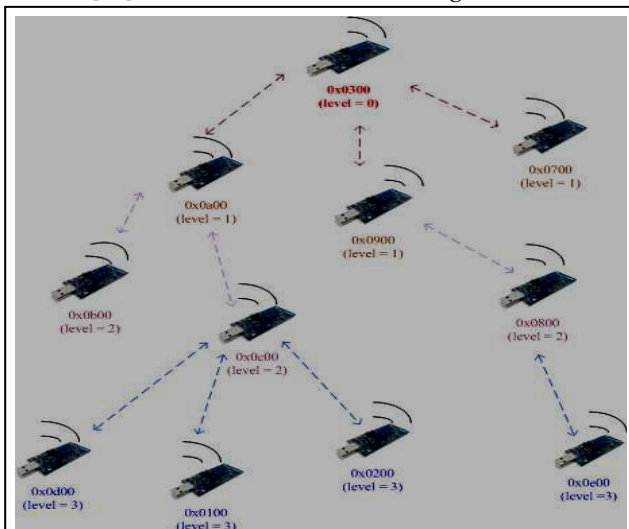 0x0300
(level = 0)
0x0700
(level = 1)
0x0a00
(level = 1)
0x0900
(level = 1)
0x0b00
(level = 2)
0x0c00
(level = 2)
0x0800
(level = 2)
0x0d00
(level = 3)
0x0100
(level = 3)
0x0200
(level = 3)
0x0e00
(level =3)